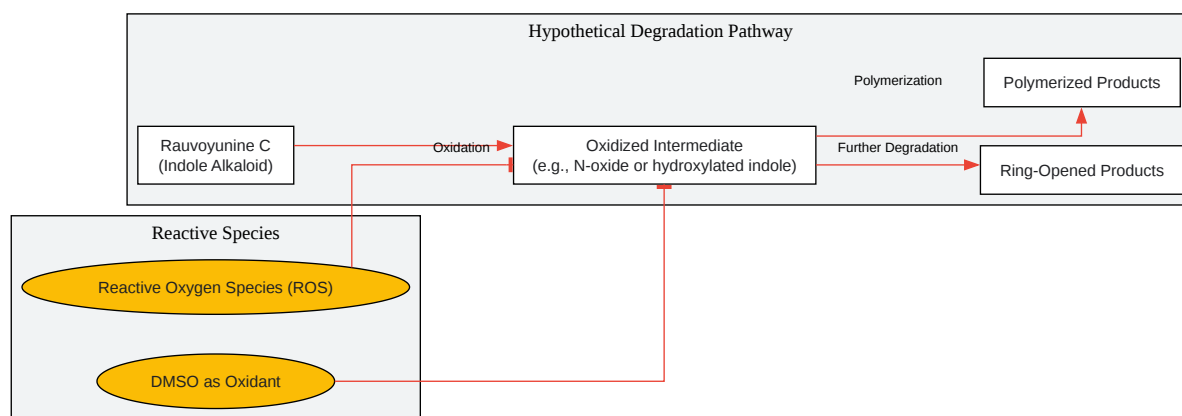 Hypothetical Degradation Pathway
Polymerization
Polymerized Products
Rauvoyunine C
(Indole Alkaloid)
Oxidation
Oxidized Intermediate
(e.g., N-oxide or hydroxylated indole)
Further Degradation
Ring-Opened Products
Reactive Species
Reactive Oxygen Species (ROS)
DMSO as Oxidant